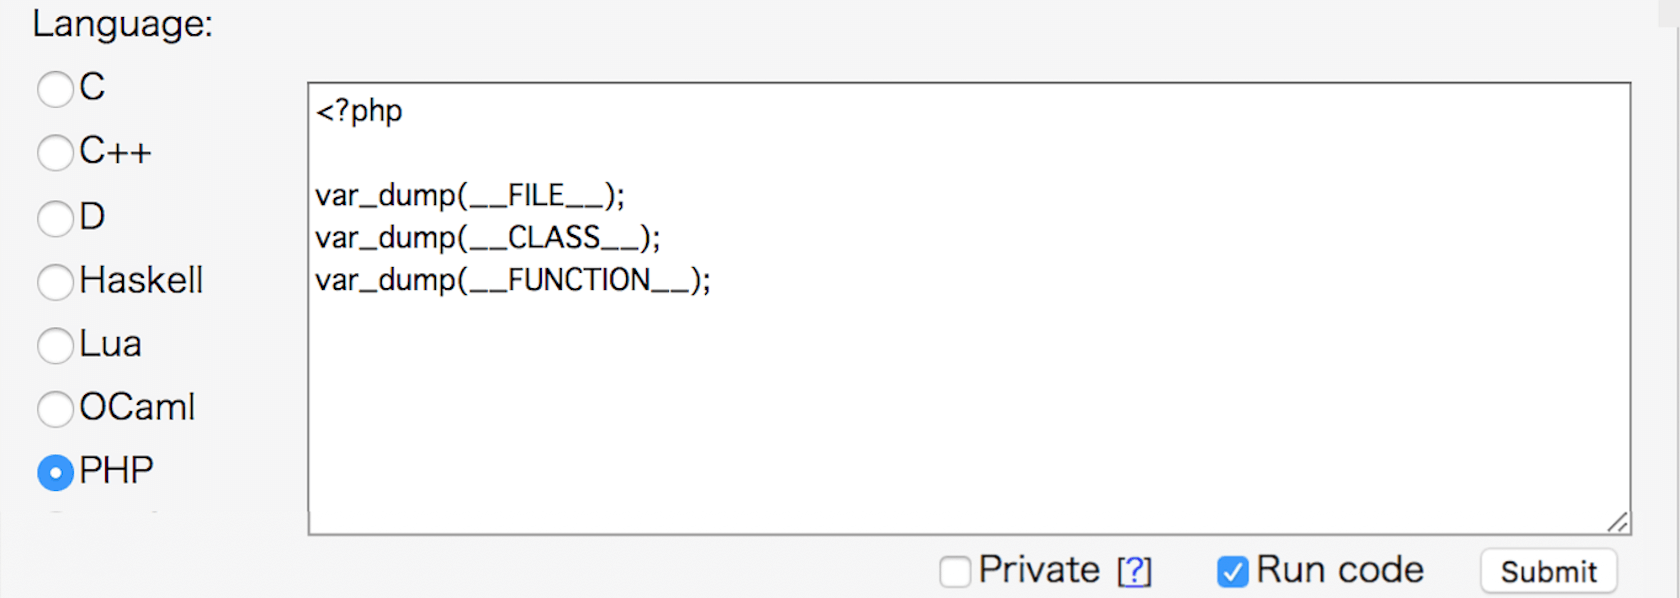 Language:
C
C++
D
Haskell
Lua
OCaml
PHP
<?php
var_dump(__FILE__);
var_dump(__CLASS__);
var_dump(__FUNCTION__);
Private [?]
Run code
Submit